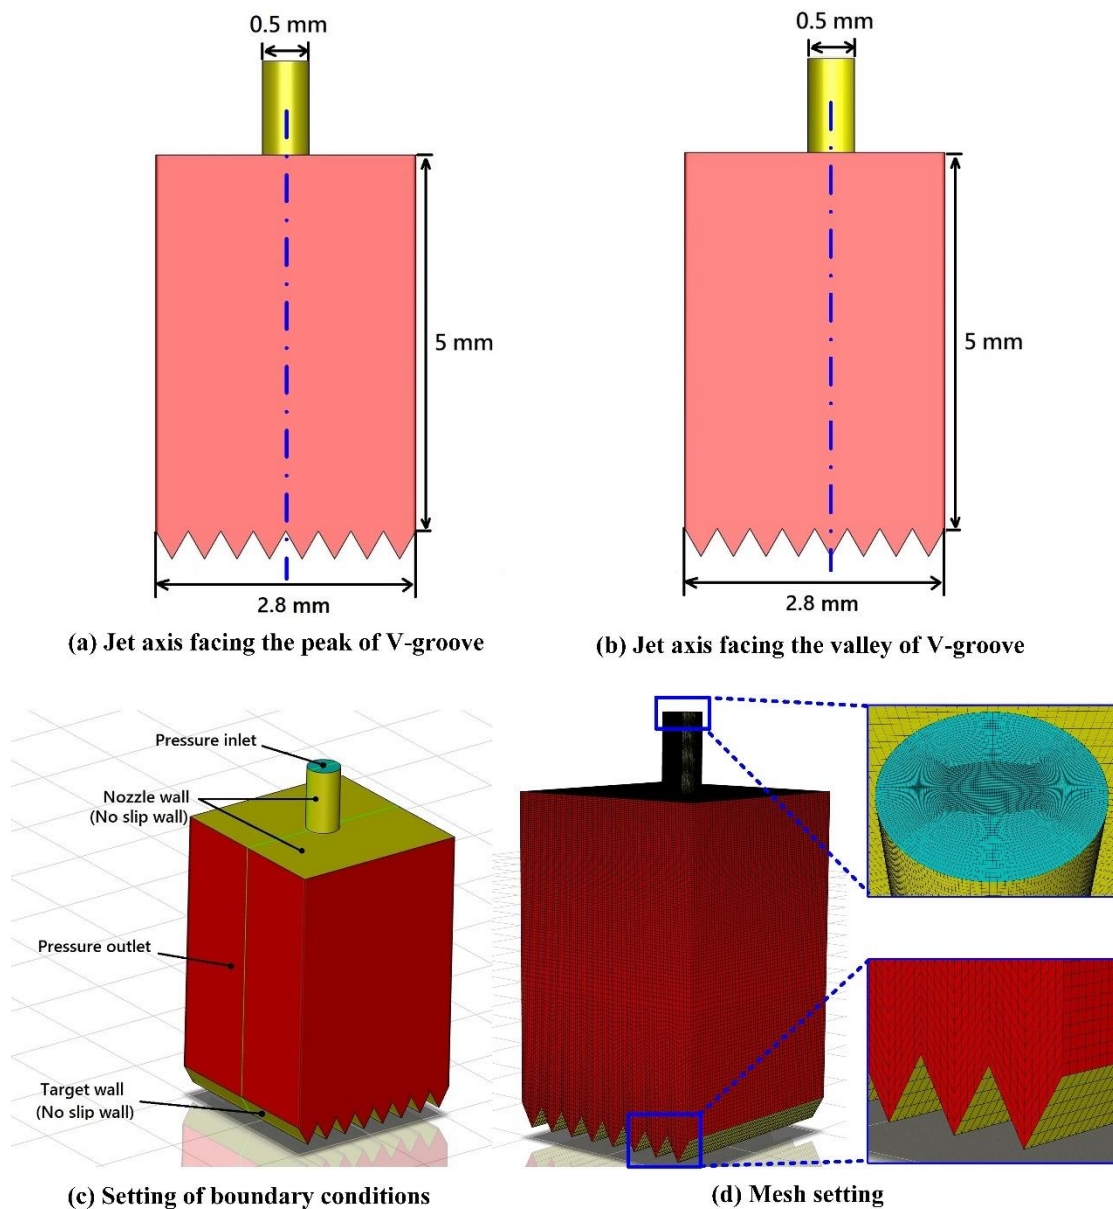 0.5 mm
5 mm
2.8 mm
(a) Jet axis facing the peak of V-groove
0.5 mm
5 mm
2.8 mm
(b) Jet axis facing the valley of V-groove
Pressure inlet
Nozzle wall
(No slip wall)
Pressure outlet
Target wall
(No slip wall)
(c) Setting of boundary conditions
(d) Mesh setting